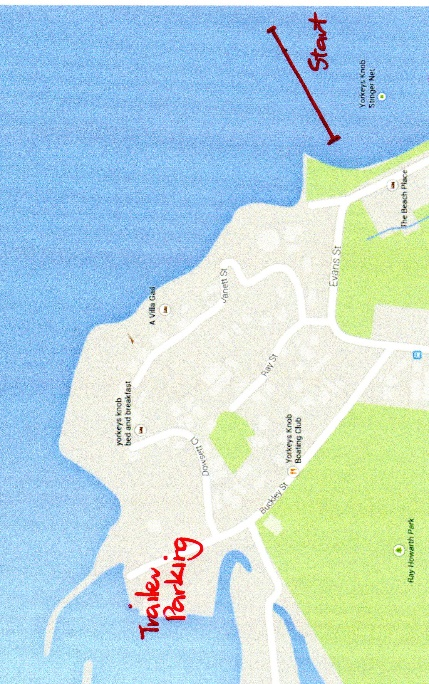 Start
Yorkeys Knob
Stinger Net
The Beach Place
Evans St
Janett St
A Villa Gail
Ray St
yorkeys knob
bed and breakfast
Dowsett Cl
Yorkeys Knob
Boating Club
Buckley St
Trailer
Parking
Ray Howarth Park